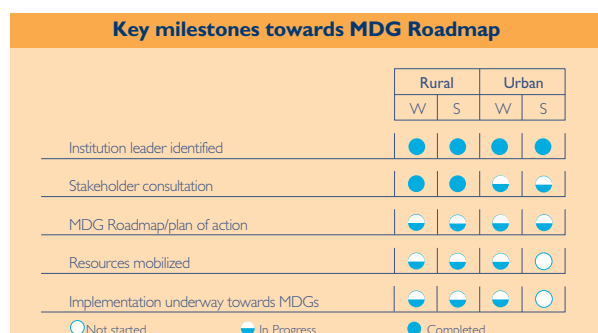 Key milestones towards MDG Roadmap
Rural Urban
W S W S
Institution leader identified
Stakeholder consultation
MDG Roadmap/plan of action
Resources mobilized
Implementation underway towards MDGs
Not started In Progress Completed